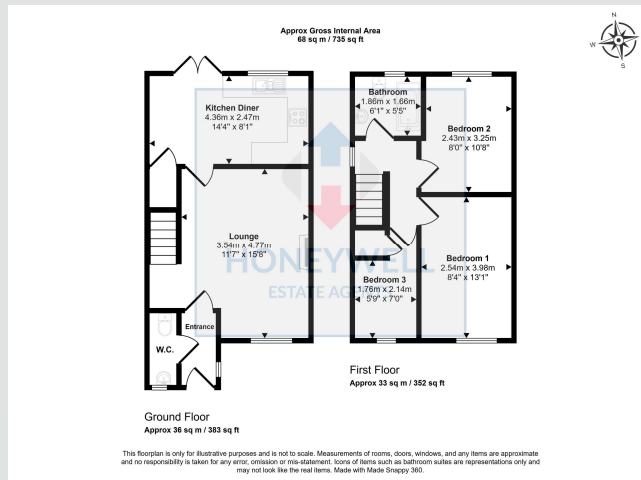 Approx Gross Internal Area
68 sq m / 735 sq ft
N
W
E
S
Kitchen Diner
4.36m x 2.47m
14'4" x 8'1"
Lounge
3.54m x 4.77m
11'7" x 15'8"
Entrance
W.C.
Bathroom
1.86m x 1.66m
6'1" x 5'5"
Bedroom 2
2.43m x 3.25m
8'0" x 10'8"
Bedroom 1
2.54m x 3.98m
8'4" x 13'1"
Bedroom 3
1.76m x 2.14m
5'9" x 7'0"
HONEYWELL
ESTATE AGENTS
Ground Floor
Approx 36 sq m / 383 sq ft
First Floor
Approx 33 sq m / 352 sq ft
This floorplan is only for illustrative purposes and is not to scale. Measurements of rooms, doors, windows, and any items are approximate
and no responsibility is taken for any error, omission or mis-statement. Icons of items such as bathroom suites are representations only and
may not look like the real items. Made with Made Snappy 360.